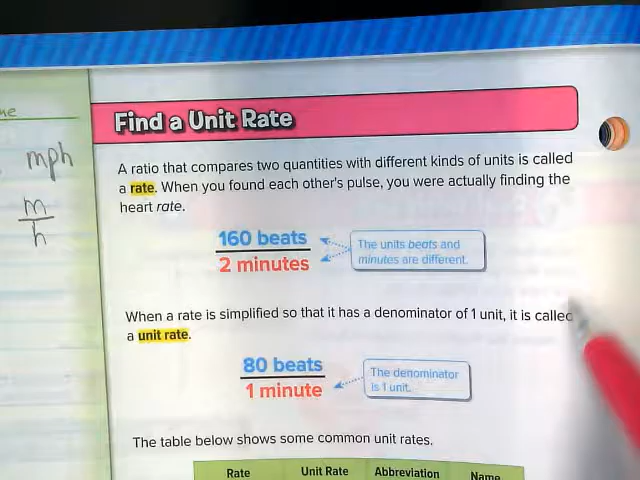 mph
m
h
Find a Unit Rate
A ratio that compares two quantities with different kinds of units is called
a rate. When you found each other's pulse, you were actually finding the
heart rate.
160 beats
2 minutes
The units beats and
minutes are different.
When a rate is simplified so that it has a denominator of 1 unit, it is called
a unit rate.
80 beats
1 minute
The denominator
is 1 unit.
The table below shows some common unit rates.
Rate Unit Rate Abbreviation Name